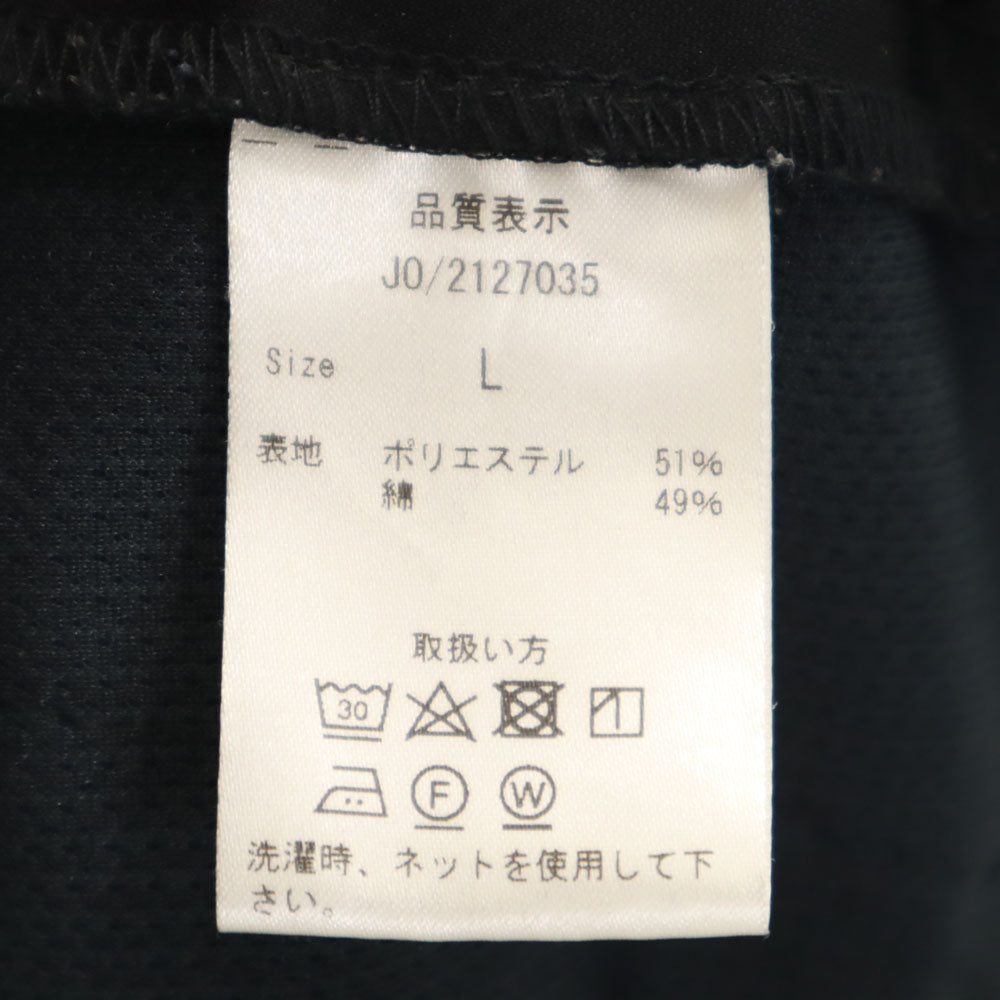 品質表示
JO/2127035
Size L
表地 ポリエステル 51%
綿 49%
取扱い方
30
F W
洗濯時、ネットを使用して下
さい。